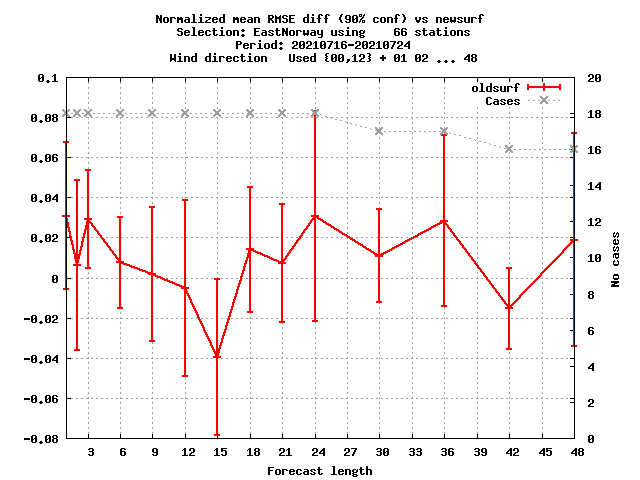 Normalized mean RMSE diff (90% conf) vs newsurf
Selection: EastNorway using    66 stations
Period: 20210716-20210724
Wind direction   Used {00,12} + 01 02 ... 48
oldsurf
Cases
0.1
0.08
0.06
0.04
0.02
0
-0.02
-0.04
-0.06
-0.08
20
18
16
14
12
10
8
6
4
2
0
No cases
3 6 9 12 15 18 21 24 27 30 33 36 39 42 45 48
Forecast length